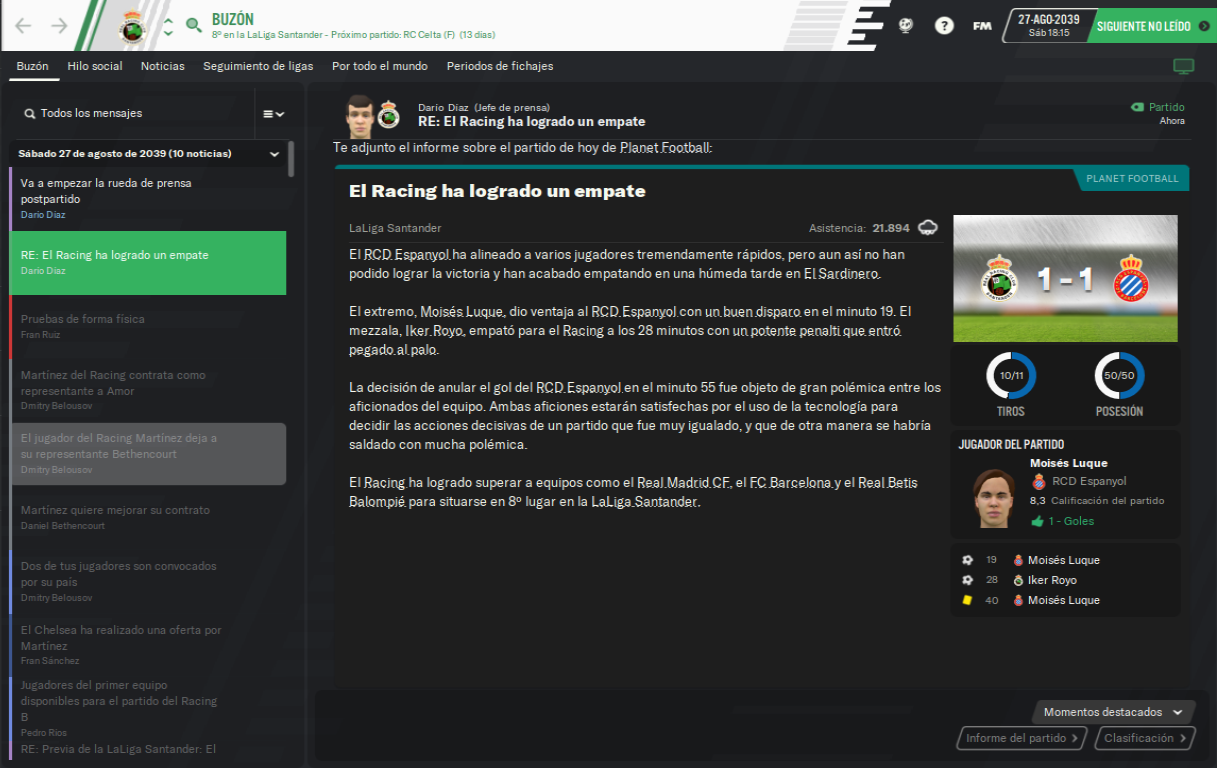 BUZÓN
8º en la LaLiga Santander - Próximo partido: RC Celta (F) (13 días)
?
FM
27-AGO-2039
Sáb 18:15
SIGUIENTE NO LEÍDO
Buzón
Hilo social
Noticias
Seguimiento de ligas
Por todo el mundo
Periodos de fichajes
Todos los mensajes
Sábado 27 de agosto de 2039 (10 noticias)
Va a empezar la rueda de prensa
postpartido
Darío Díaz
RE: El Racing ha logrado un empate
Darío Díaz
Pruebas de forma física
Fran Ruiz
Martínez del Racing contrata como
representante a Amor
Dmitry Belousov
El jugador del Racing Martínez deja a
su representante Bethencourt
Dmitry Belousov
Martínez quiere mejorar su contrato
Daniel Bethencourt
Dos de tus jugadores son convocados
por su país
Dmitry Belousov
El Chelsea ha realizado una oferta por
Martínez
Fran Sánchez
Jugadores del primer equipo
disponibles para el partido del Racing
B
Pedro Ríos
RE: Previa de la LaLiga Santander: El
Darío Díaz (Jefe de prensa)
RE: El Racing ha logrado un empate
Partido
Ahora
Te adjunto el informe sobre el partido de hoy de Planet Football:
PLANET FOOTBALL
El Racing ha logrado un empate
LaLiga Santander
Asistencia: 21.894
El RCD Espanyol ha alineado a varios jugadores tremendamente rápidos, pero aun así no han
podido lograr la victoria y han acabado empatando en una húmeda tarde en El Sardinero.
El extremo, Moisés Luque, dio ventaja al RCD Espanyol con un buen disparo en el minuto 19. El
mezzala, Iker Royo, empató para el Racing a los 28 minutos con un potente penalti que entró
pegado al palo.
La decisión de anular el gol del RCD Espanyol en el minuto 55 fue objeto de gran polémica entre los
aficionados del equipo. Ambas aficiones estarán satisfechas por el uso de la tecnología para
decidir las acciones decisivas de un partido que fue muy igualado, y que de otra manera se habría
saldado con mucha polémica.
El Racing ha logrado superar a equipos como el Real Madrid CF, el FC Barcelona y el Real Betis
Balompié para situarse en 8º lugar en la LaLiga Santander.
1 - 1
10/11
TIROS
50/50
POSESIÓN
JUGADOR DEL PARTIDO
Moisés Luque
RCD Espanyol
8,3 Calificación del partido
1 - Goles
19 Moisés Luque
28 Iker Royo
40 Moisés Luque
Momentos destacados
Informe del partido
Clasificación